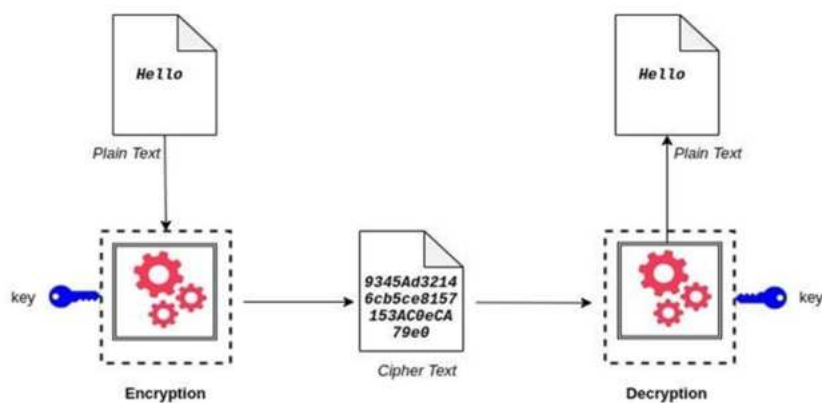 Hello
Hello
Plain Text
Plain Text
key
9345Ad3214
6cb5ce8157
153AC0eCA
79e0
key
Cipher Text
Encryption
Decryption